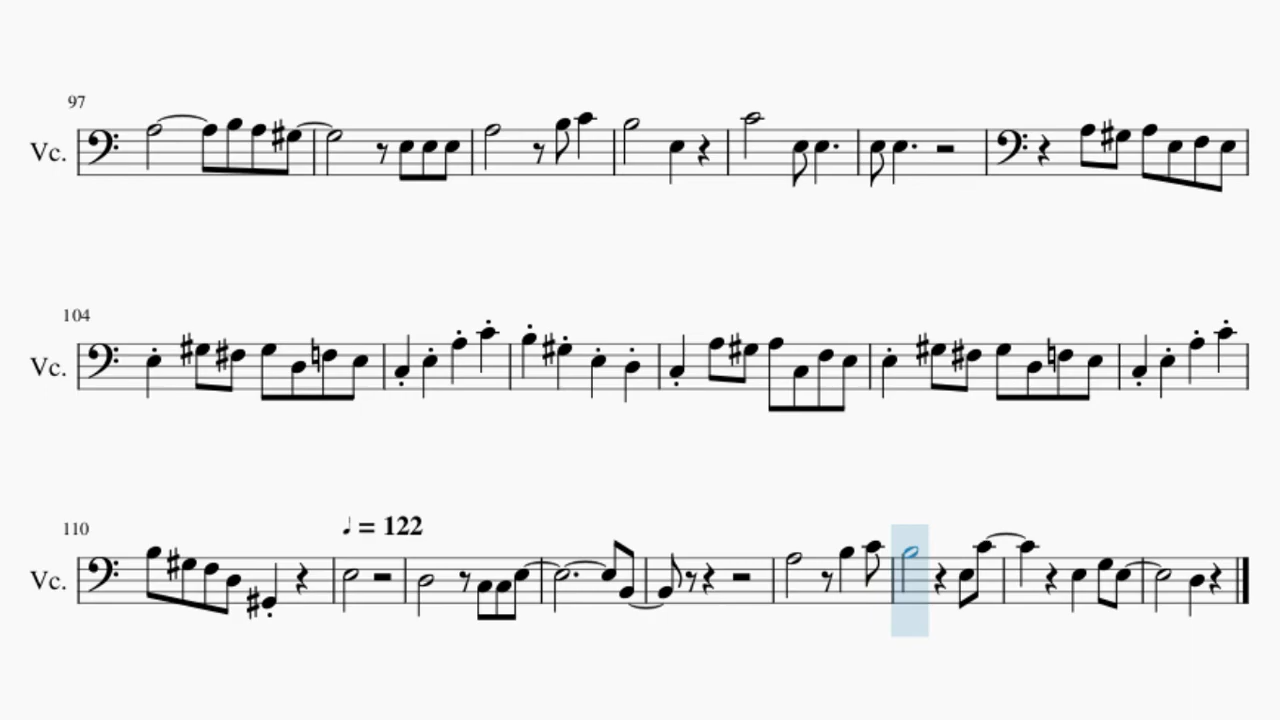 97
Vc.
104
Vc.
110
♩ = 122
Vc.